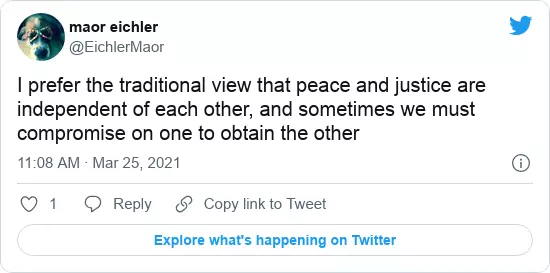 maor eichler
@EichlerMaor
I prefer the traditional view that peace and justice are
independent of each other, and sometimes we must
compromise on one to obtain the other
11:08 AM · Mar 25, 2021
1 Reply Copy link to Tweet
Explore what's happening on Twitter